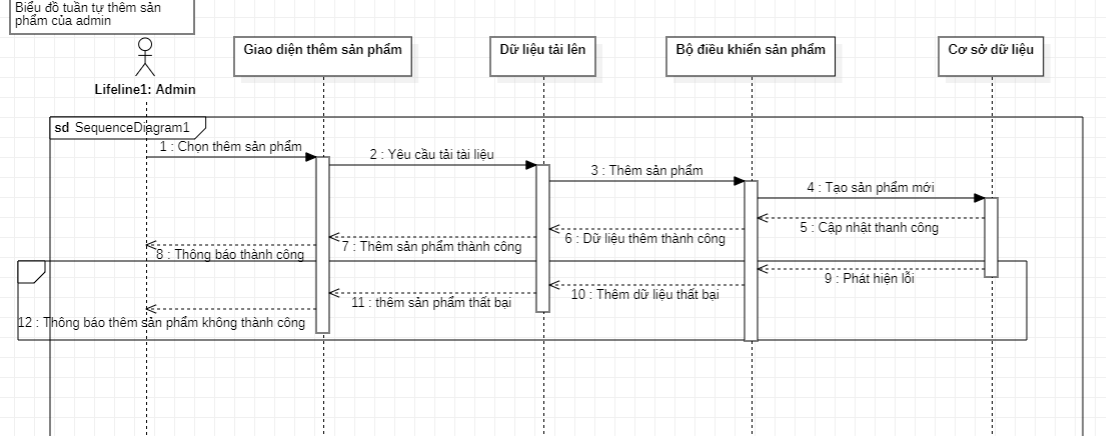 Biểu đồ tuần tự thêm sản
phẩm của admin
Lifeline1: Admin
Giao diện thêm sản phẩm
Dữ liệu tải lên
Bộ điều khiển sản phẩm
Cơ sở dữ liệu
sd SequenceDiagram1
1 : Chọn thêm sản phẩm
2 : Yêu cầu tải tài liệu
3 : Thêm sản phẩm
4 : Tạo sản phẩm mới
5 : Cập nhật thanh công
6 : Dữ liệu thêm thành công
7 : Thêm sản phẩm thành công
8 : Thông báo thành công
9 : Phát hiện lỗi
10 : Thêm dữ liệu thất bại
11 : thêm sản phẩm thất bại
12 : Thông báo thêm sản phẩm không thành công